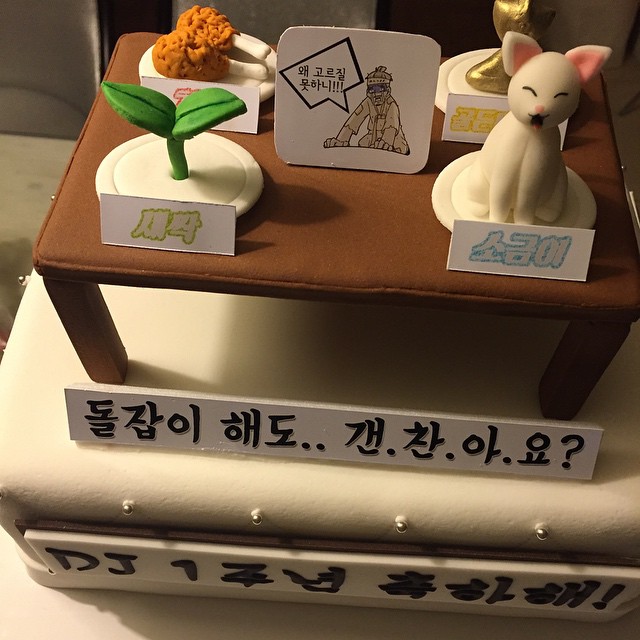 왜 고르질
못하니!!!
새싹
소금이
돌잡이 해도.. 갠.찬.아.요?
DJ 1주년 축하해!